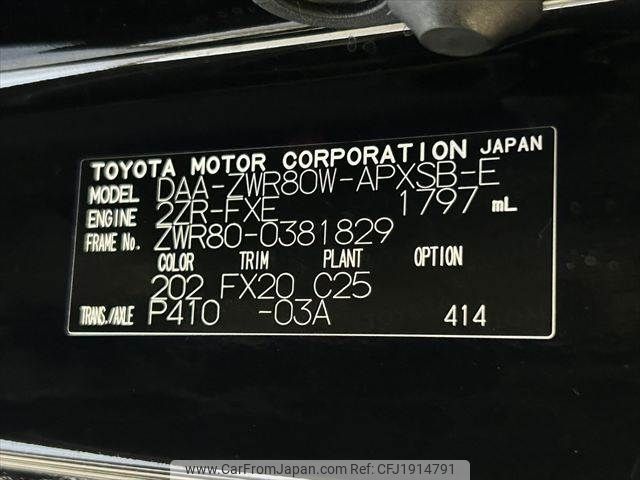 TOYOTA MOTOR CORPORATION JAPAN
MODEL DAA-ZWR80W-APXSB-E
ENGINE 2ZR-FXE 1797 mL
FRAME No. ZWR80-0381829
COLOR TRIM PLANT OPTION
202 FX20 C25
TRANS./AXLE P410 -03A 414
www.CarFromJapan.com - Ref No: CFJ1914791